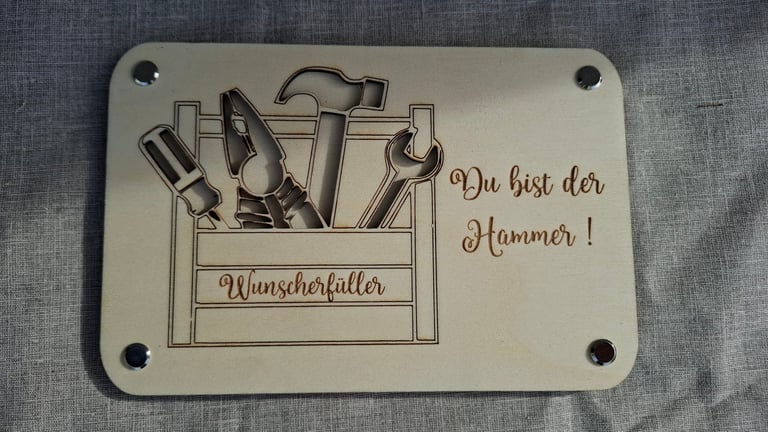 Du bist der
Hammer !
Wunscherfüller